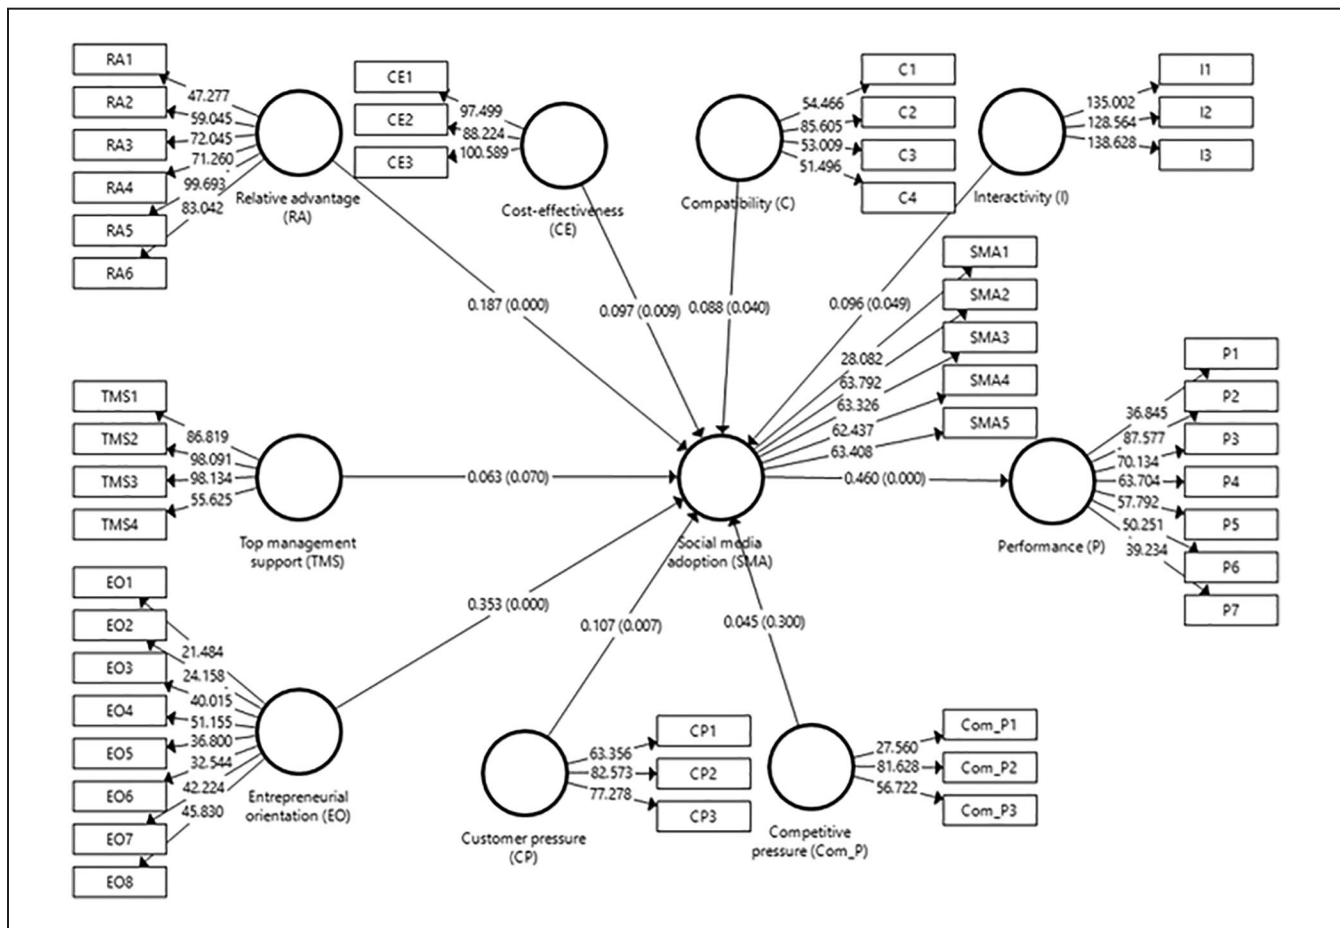 RA1
RA2
RA3
RA4
RA5
RA6
47.277
59.045
72.045
71.260
99.693
83.042
Relative advantage
(RA)
CE1
CE2
CE3
97.499
88.224
100.589
Cost-effectiveness
(CE)
C1
C2
C3
C4
54.466
85.605
53.009
51.496
Compatibility (C)
I1
I2
I3
135.002
128.564
138.628
Interactivity (I)
0.187 (0.000)
0.097 (0.009)
0.088 (0.040)
0.096 (0.049)
SMA1
SMA2
SMA3
SMA4
SMA5
28.082
63.792
63.326
62.437
63.408
TMS1
TMS2
TMS3
TMS4
86.819
98.091
98.134
55.625
Top management
support (TMS)
0.063 (0.070)
Social media
adoption (SMA)
0.460 (0.000)
Performance (P)
36.845
87.577
70.134
63.704
57.792
50.251
39.234
P1
P2
P3
P4
P5
P6
P7
EO1
EO2
EO3
EO4
EO5
EO6
EO7
EO8
21.484
24.158
40.015
51.155
36.800
32.544
42.224
45.830
Entrepreneurial
orientation (EO)
0.353 (0.000)
0.107 (0.007)
0.045 (0.300)
Customer pressure
(CP)
63.356
82.573
77.278
CP1
CP2
CP3
Competitive
pressure (Com_P)
27.560
81.628
56.722
Com_P1
Com_P2
Com_P3